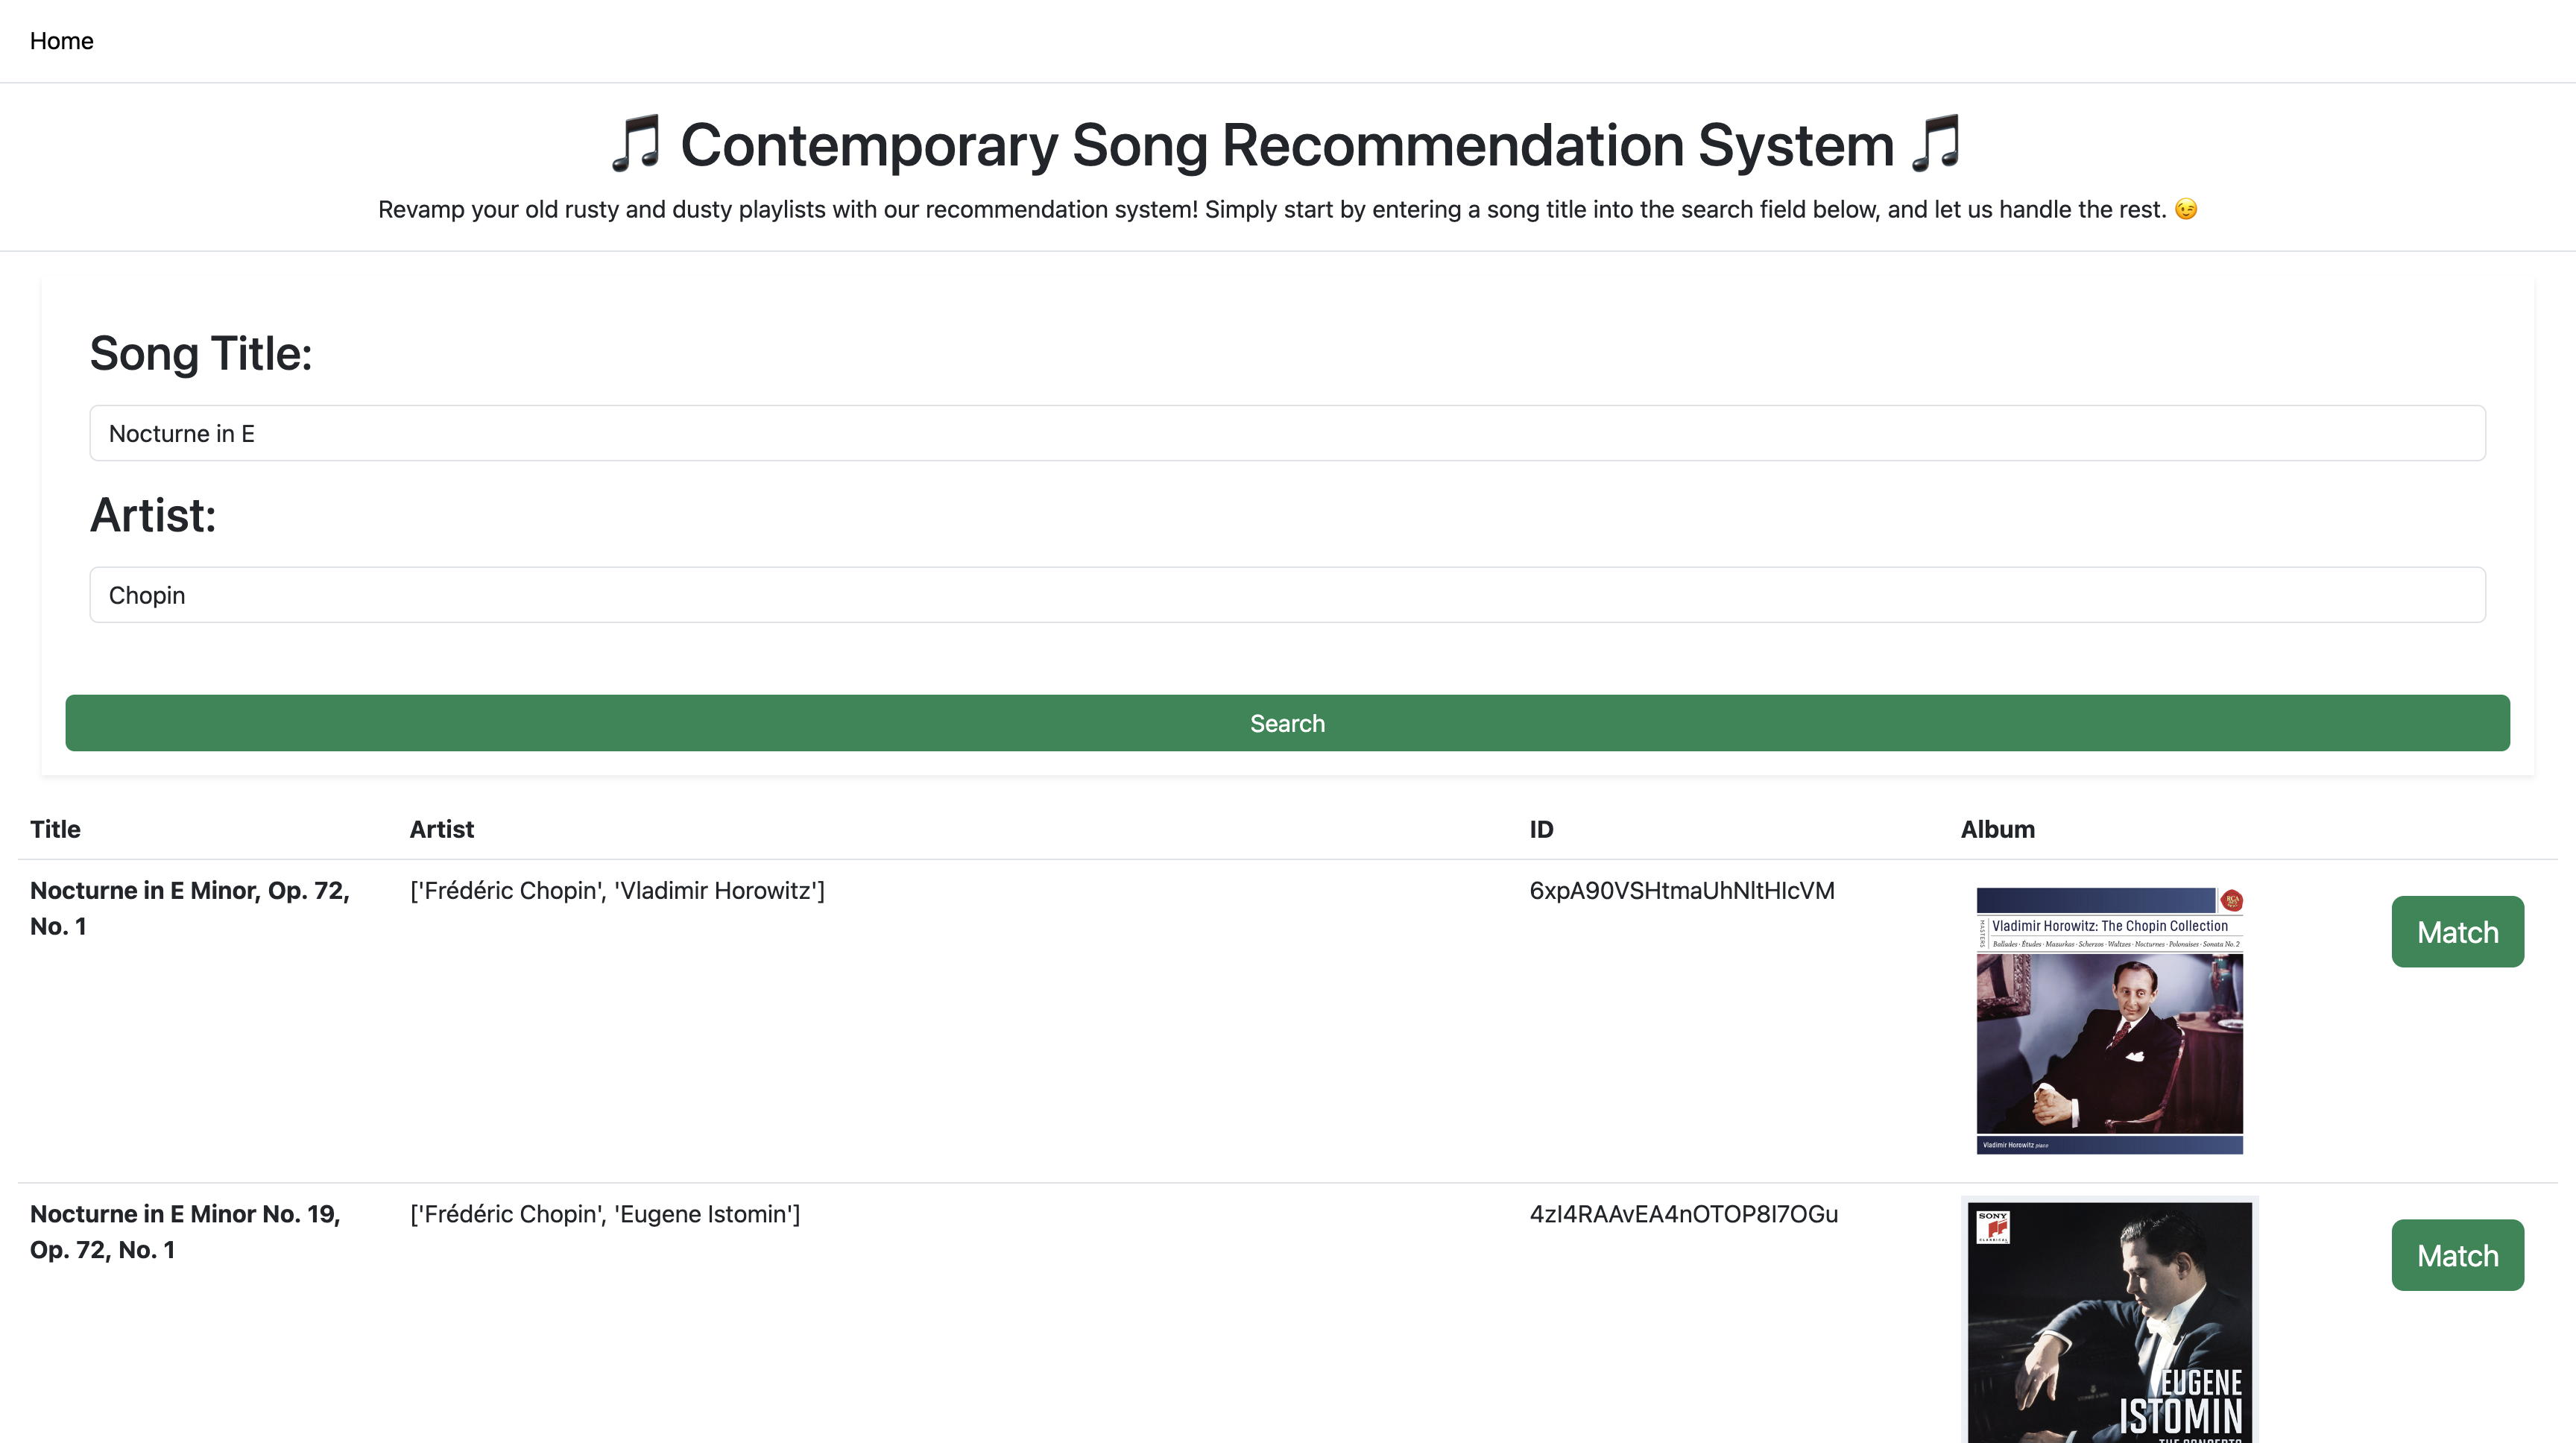 Home
🎵 Contemporary Song Recommendation System 🎵
Revamp your old rusty and dusty playlists with our recommendation system! Simply start by entering a song title into the search field below, and let us handle the rest. 😉
Song Title:
Nocturne in E
Artist:
Chopin
Search
Title Artist ID Album
Nocturne in E Minor, Op. 72,
No. 1
['Frédéric Chopin', 'Vladimir Horowitz']
6xpA90VSHtmaUhNltHIcVM
RCA
MASTERS
Vladimir Horowitz: The Chopin Collection
Ballades · Études · Mazurkas · Scherzos · Waltzes · Nocturnes · Polonaises · Sonata No. 2
Vladimir Horowitz piano
Match
Nocturne in E Minor No. 19,
Op. 72, No. 1
['Frédéric Chopin', 'Eugene Istomin']
4zI4RAAvEA4nOTOP8I7OGu
SONY
CLASSICAL
EUGENE
ISTOMIN
Match